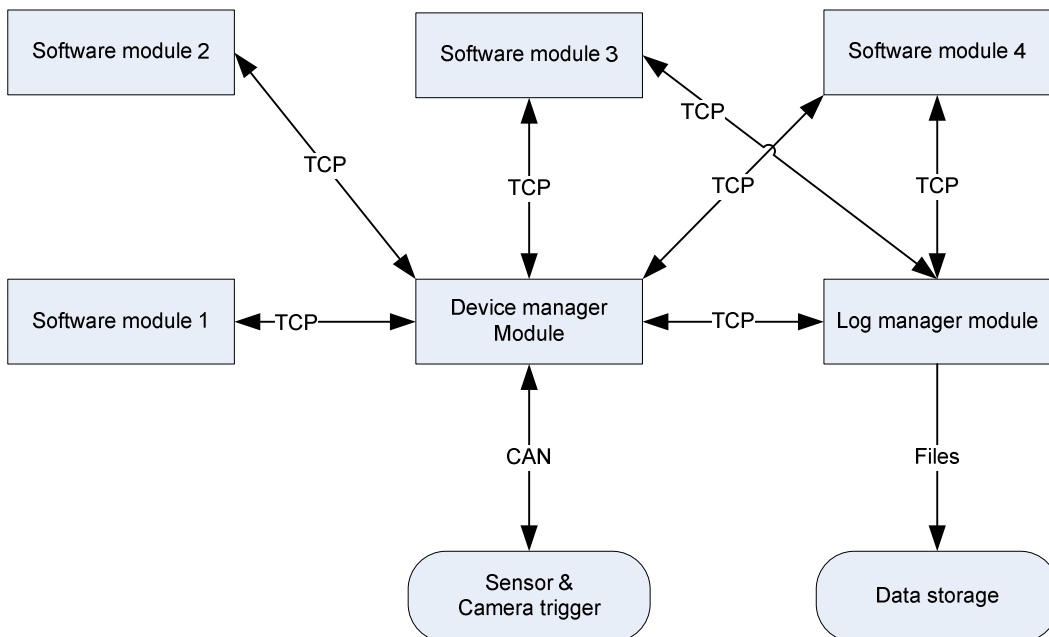 Software module 2
Software module 3
Software module 4
TCP
TCP
TCP
TCP
TCP
Software module 1
TCP
Device manager
Module
TCP
Log manager module
CAN
Files
Sensor &
Camera trigger
Data storage